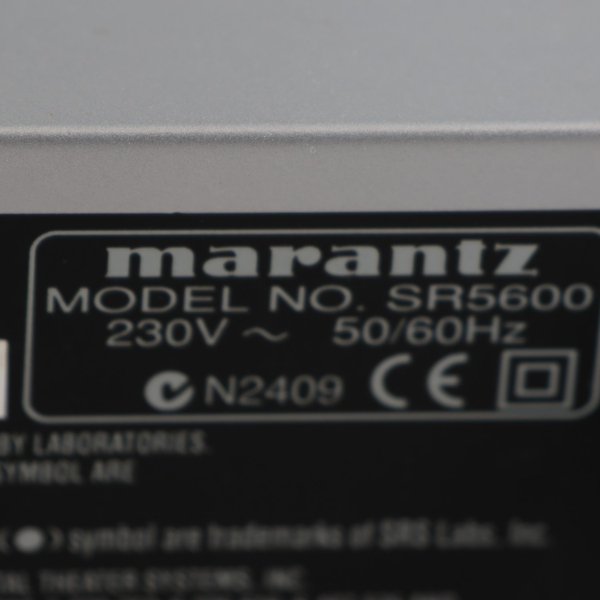 marantz
MODEL NO. SR5600
230V ~ 50/60Hz
N2409 CE
BY LABORATORIES.
SYMBOL ARE
symbol are trademarks of SRS Labs, Inc.
THEATER SYSTEMS, INC